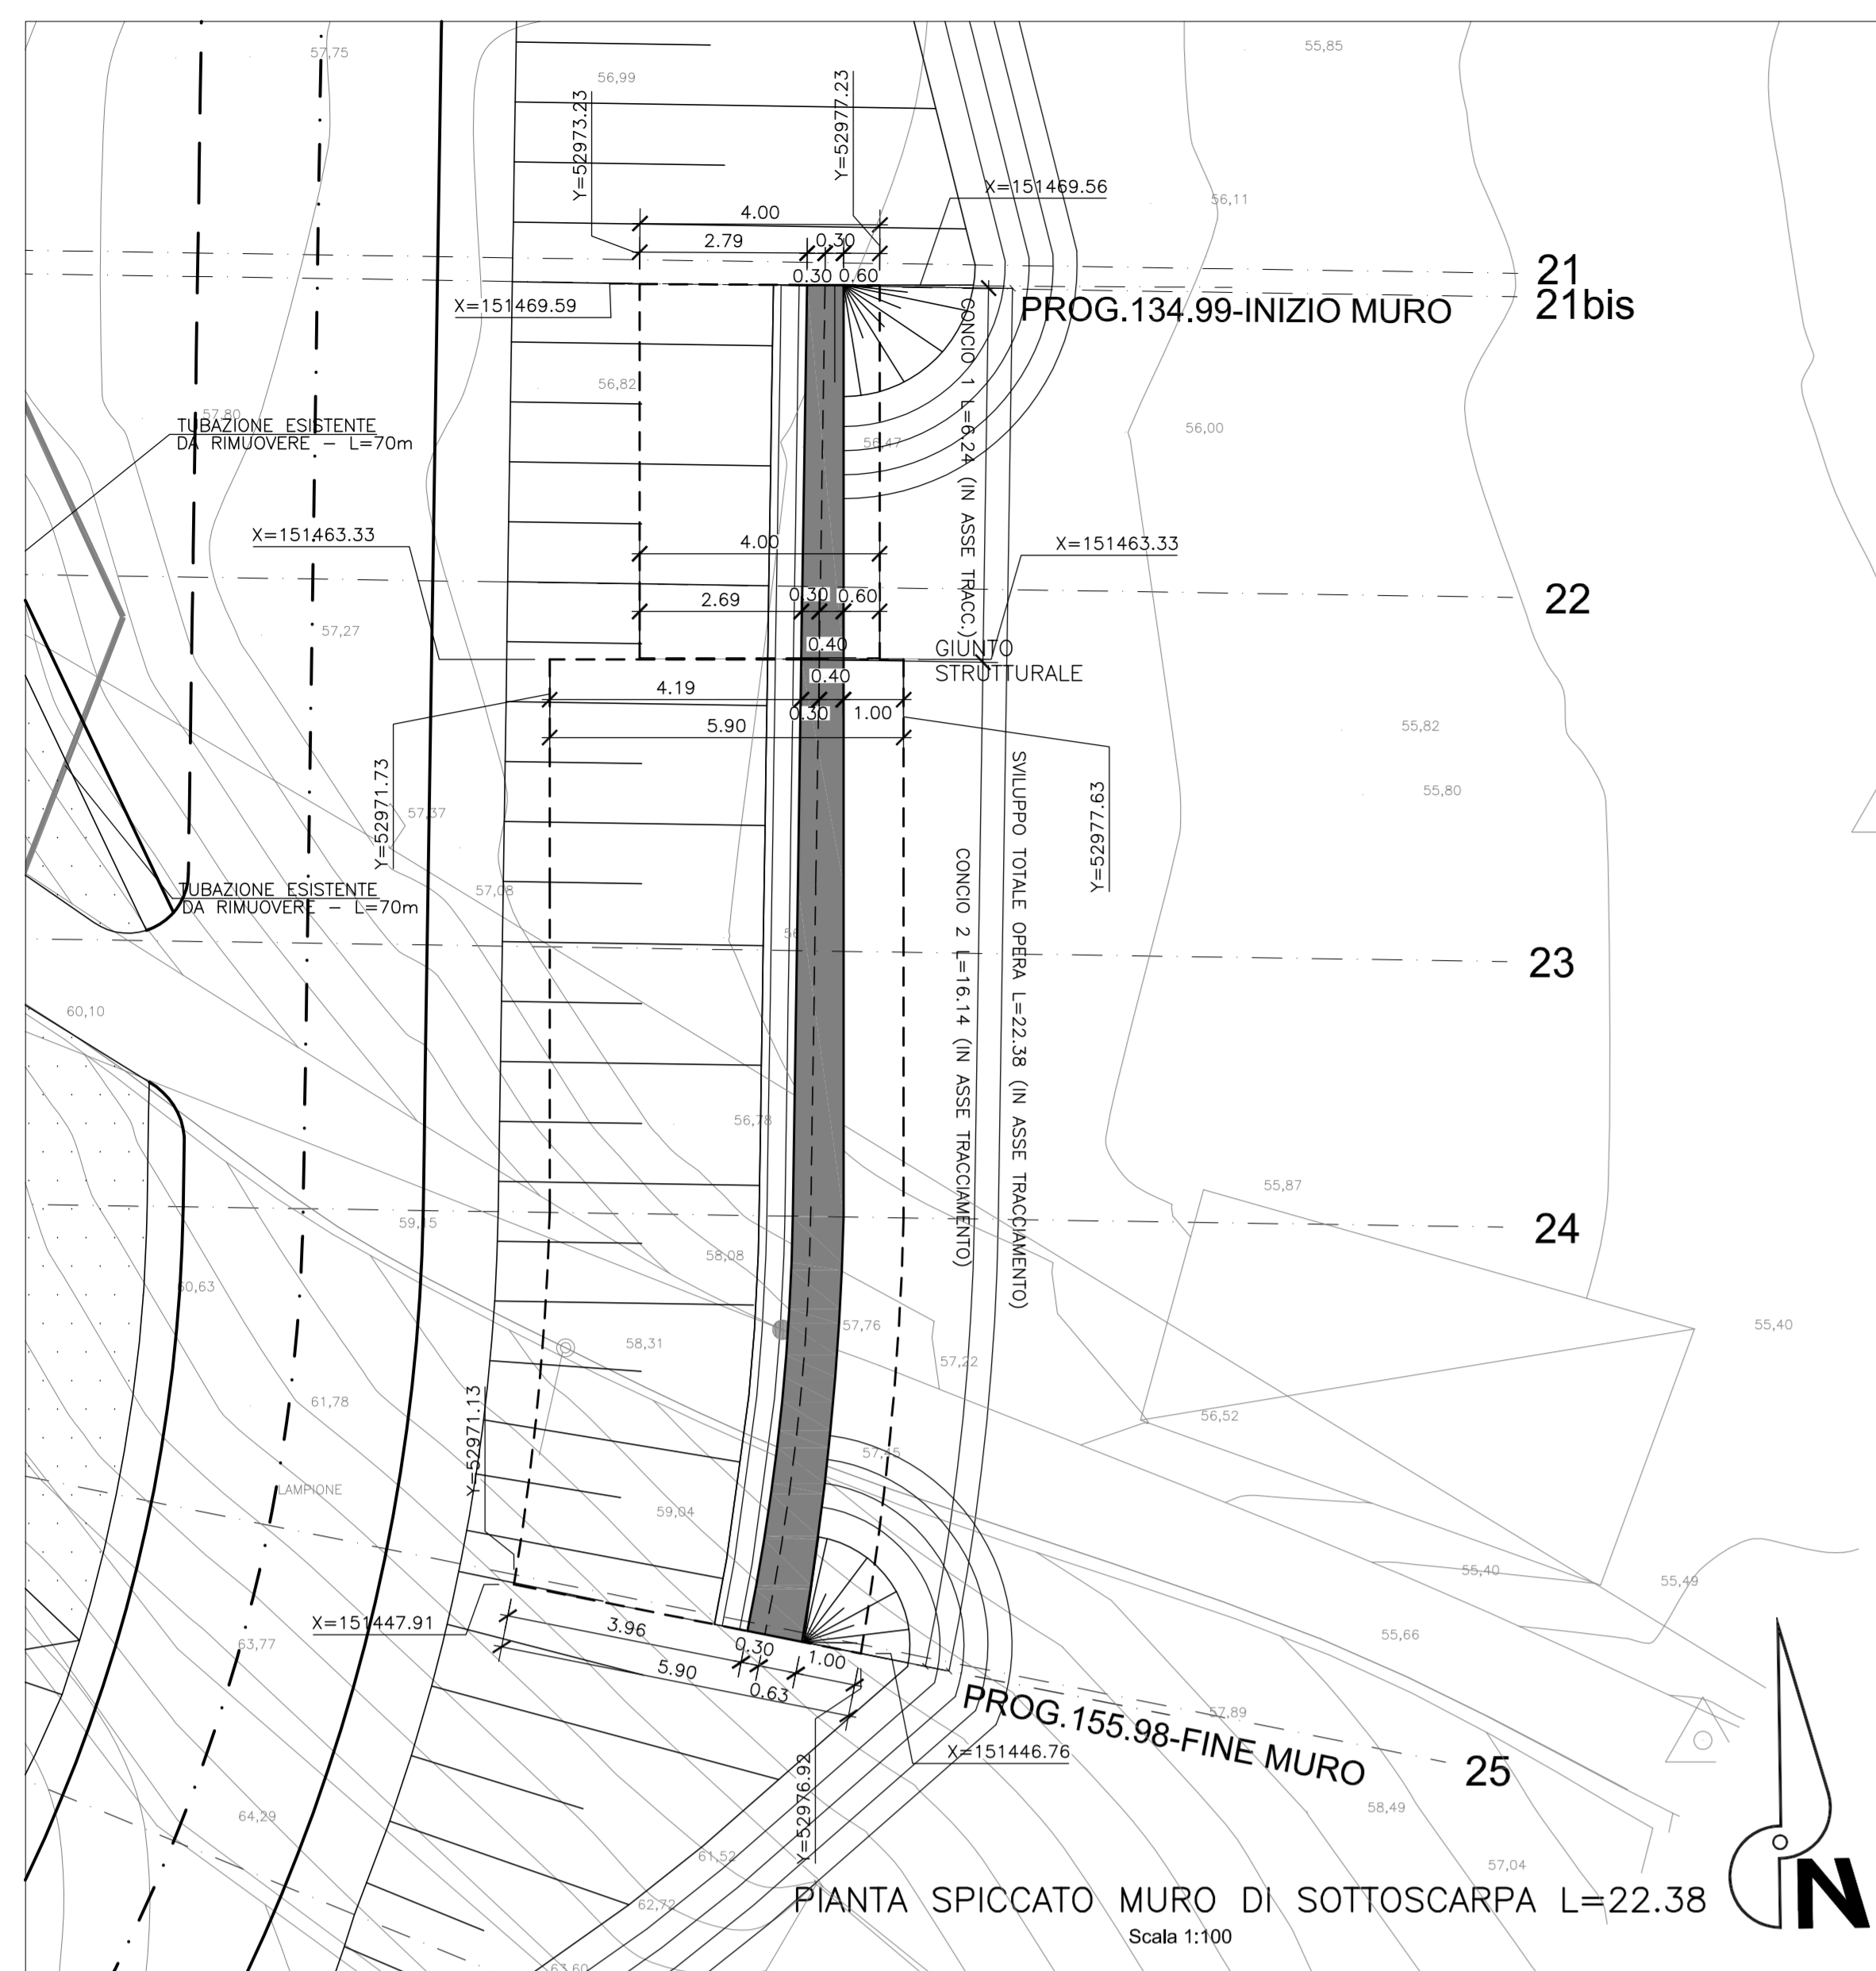 57,75
56,99
55,85
Y=52973.23
Y=52977.23
X=151469.56
56,11
4.00
2.79
0.30
0.30
0.60
21
21bis
X=151469.59
PROG.134.99-INIZIO MURO
56,82
57,80
TUBAZIONE ESISTENTE
DA RIMUOVERE – L=70m
56,47
56,00
CONCIO 1 L=6.24 (IN ASSE TRACC.)
X=151463.33
4.00
X=151463.33
2.69
0.30
0.60
22
57,27
0.40
GIUNTO
STRUTTURALE
0.40
4.19
0.30
1.00
5.90
55,82
Y=52971.73
57,37
Y=52977.63
55,80
SVILUPPO TOTALE OPERA L=22.38 (IN ASSE TRACCIAMENTO)
CONCIO 2 L=16.14 (IN ASSE TRACCIAMENTO)
TUBAZIONE ESISTENTE
DA RIMUOVERE – L=70m
57,08
23
60,10
56,78
55,87
59,15
24
58,08
60,63
57,76
58,31
55,40
57,22
61,78
56,52
Y=52971.13
57,45
LAMPIONE
59,04
55,40
55,49
X=151447.91
3.96
0.30
1.00
5.90
0.63
63,77
55,66
57,89
PROG.155.98-FINE MURO
X=151446.76
25
Y=52976.92
58,49
64,29
61,52
57,04
62,72
PIANTA SPICCATO MURO DI SOTTOSCARPA L=22.38
Scala 1:100
N
63,60